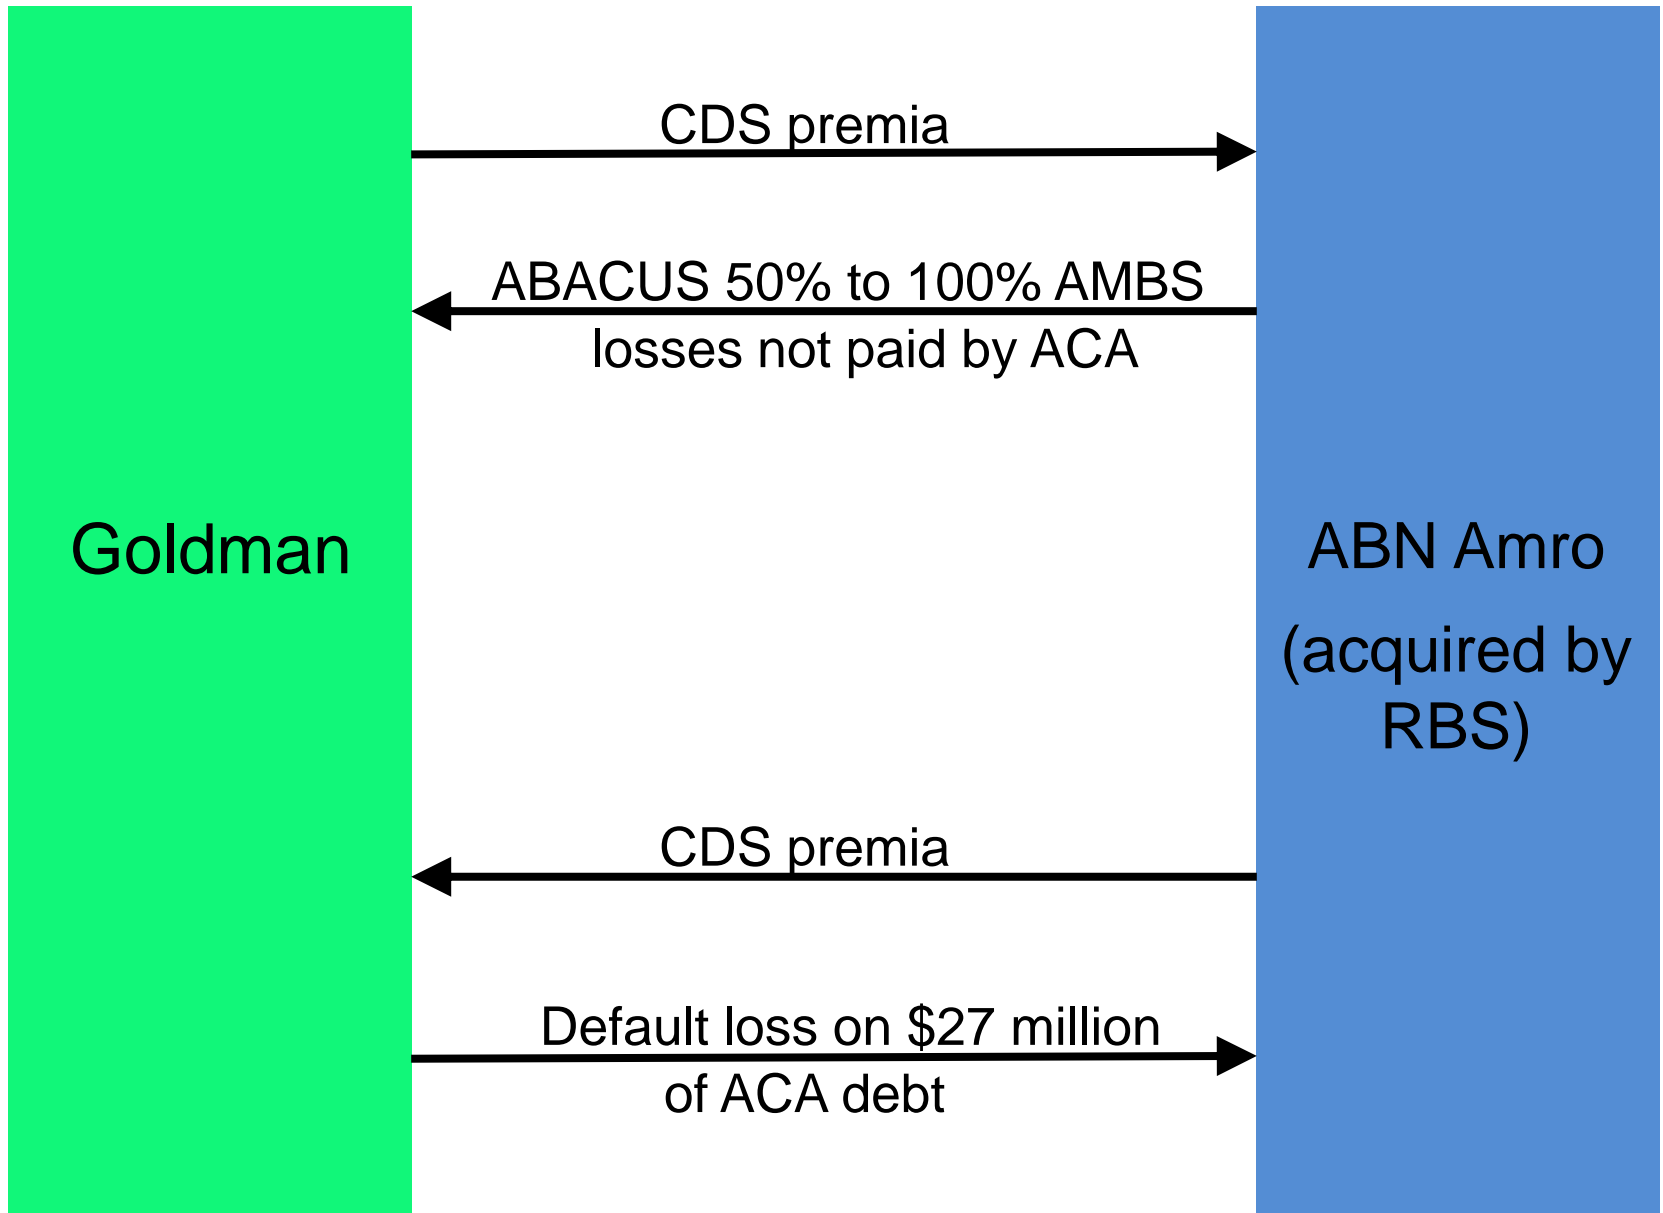 CDS premia
ABACUS 50% to 100% AMBS
losses not paid by ACA
Goldman
ABN Amro
(acquired by
RBS)
CDS premia
Default loss on $27 million
of ACA debt